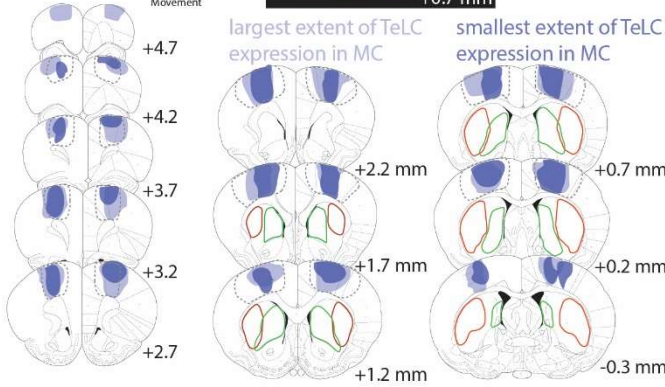 Movement
+0.7 mm
largest extent of TeLC
expression in MC
smallest extent of TeLC
expression in MC
+4.7
+4.2
+3.7
+3.2
+2.7
+2.2 mm
+1.7 mm
+1.2 mm
+0.7 mm
+0.2 mm
-0.3 mm